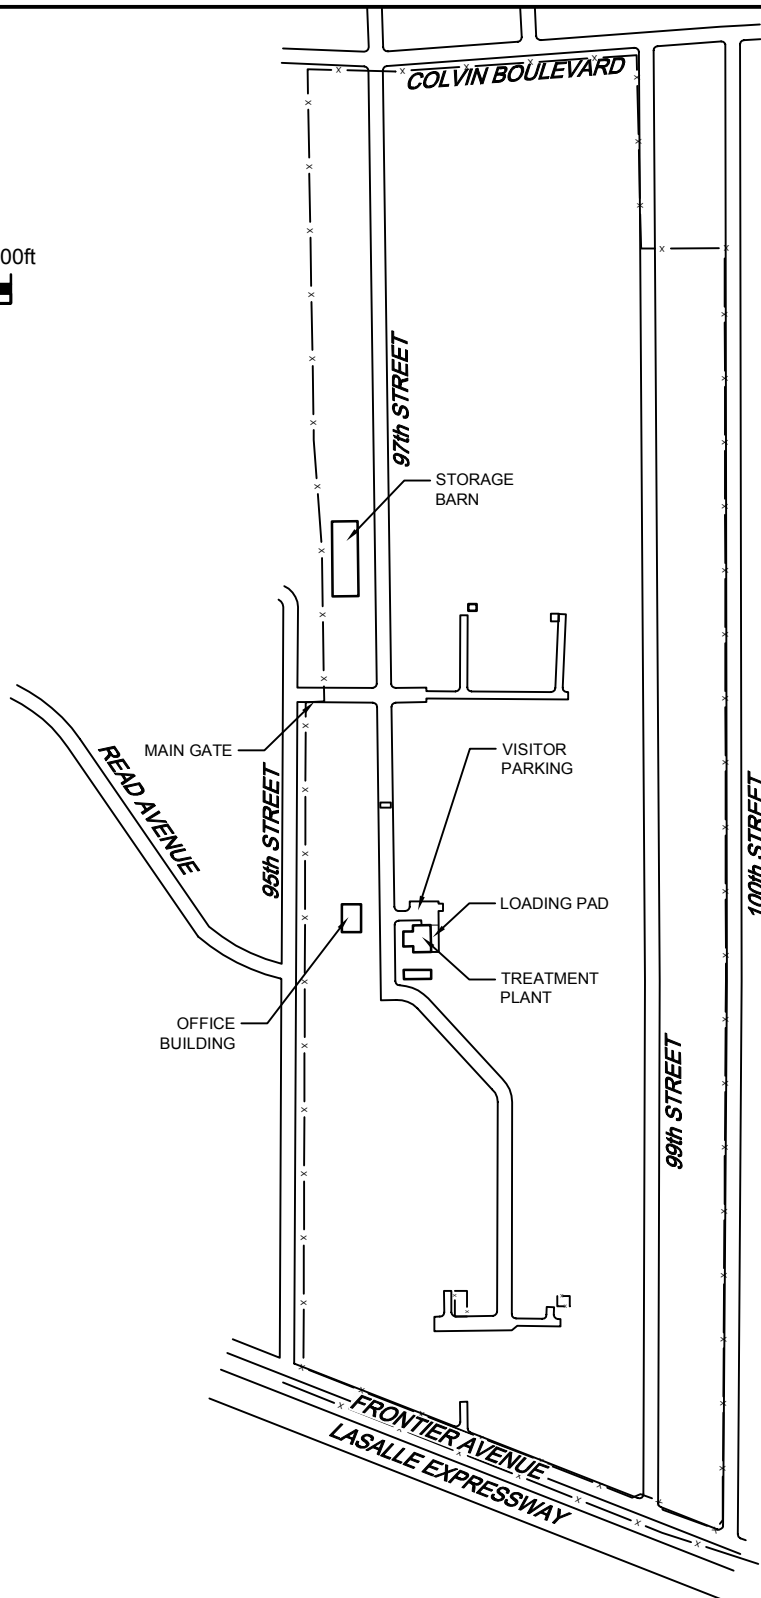 COLVIN BOULEVARD
00ft
97th STREET
STORAGE
BARN
MAIN GATE
VISITOR
PARKING
READ AVENUE
95th STREET
100th STREET
LOADING PAD
TREATMENT
PLANT
OFFICE
BUILDING
99th STREET
FRONTIER AVENUE
LASALLE EXPRESSWAY